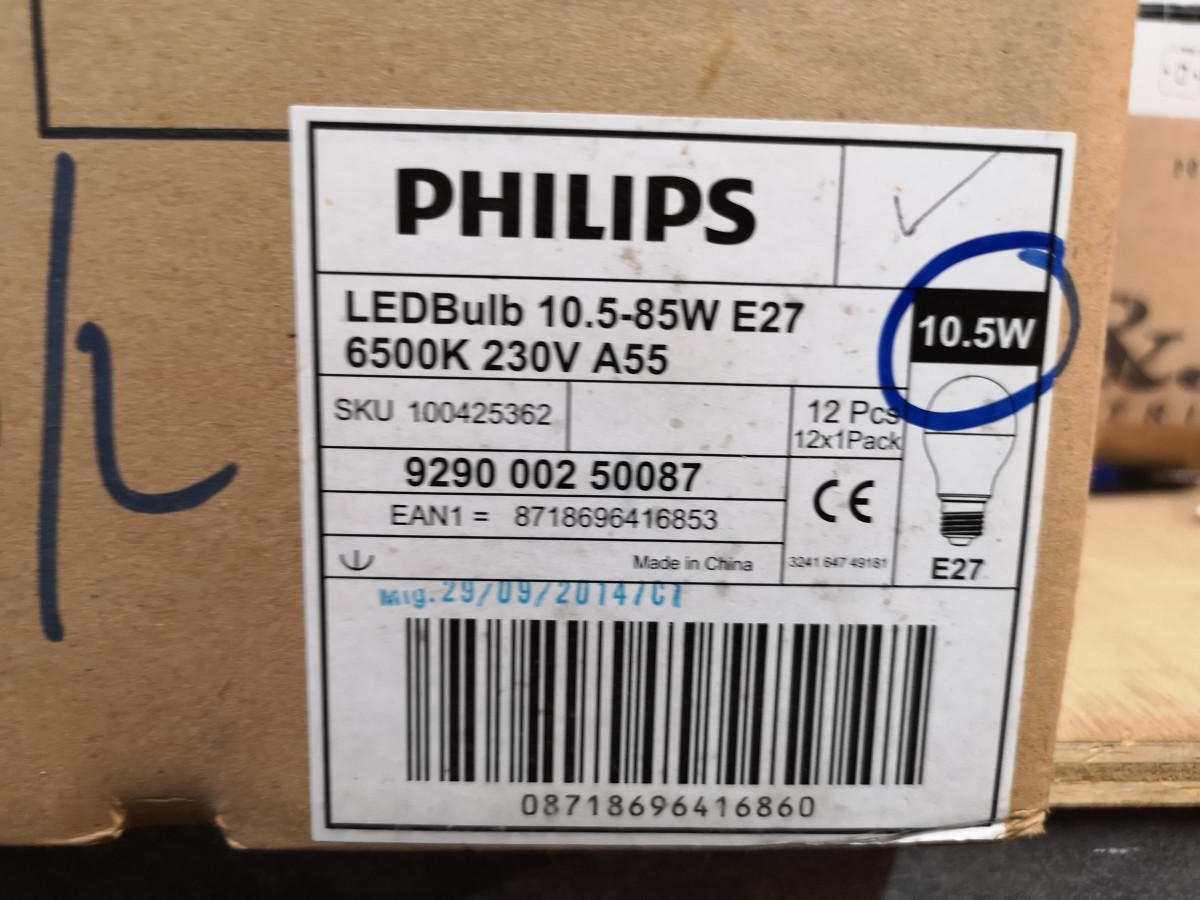 PHILIPS
LEDBulb 10.5-85W E27
6500K 230V A55
10.5W
SKU 100425362
12 Pcs
12x1Pack
9290 002 50087
EAN1 = 8718696416853
CE
Made in China
3241 647 49181
E27
Mfg.29/09/2014/C1
08718696416860